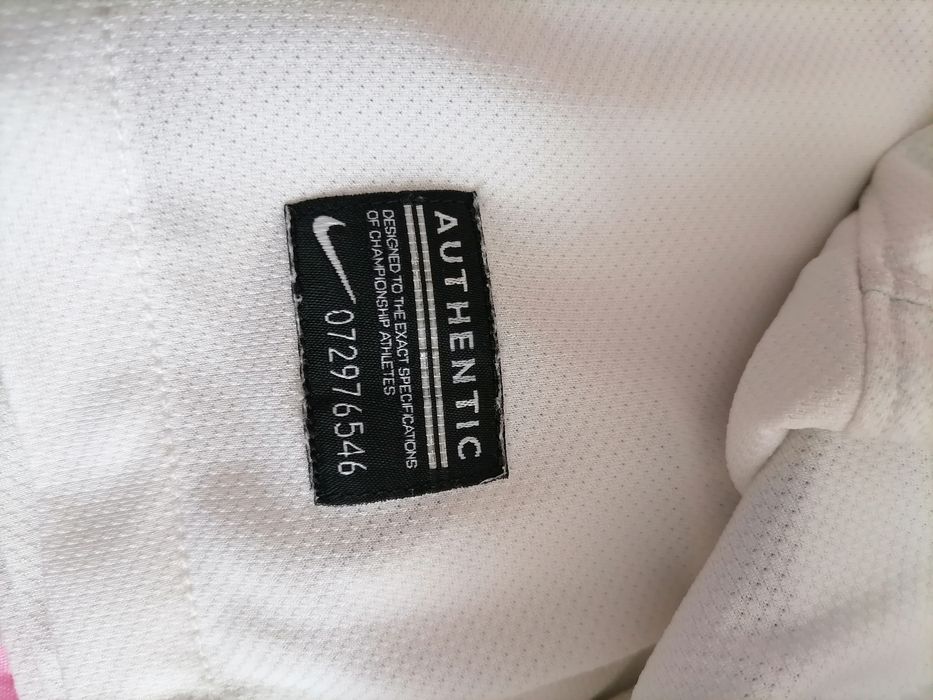 AUTHENTIC
DESIGNED TO THE EXACT SPECIFICATIONS
OF CHAMPIONSHIP ATHLETES
072976546